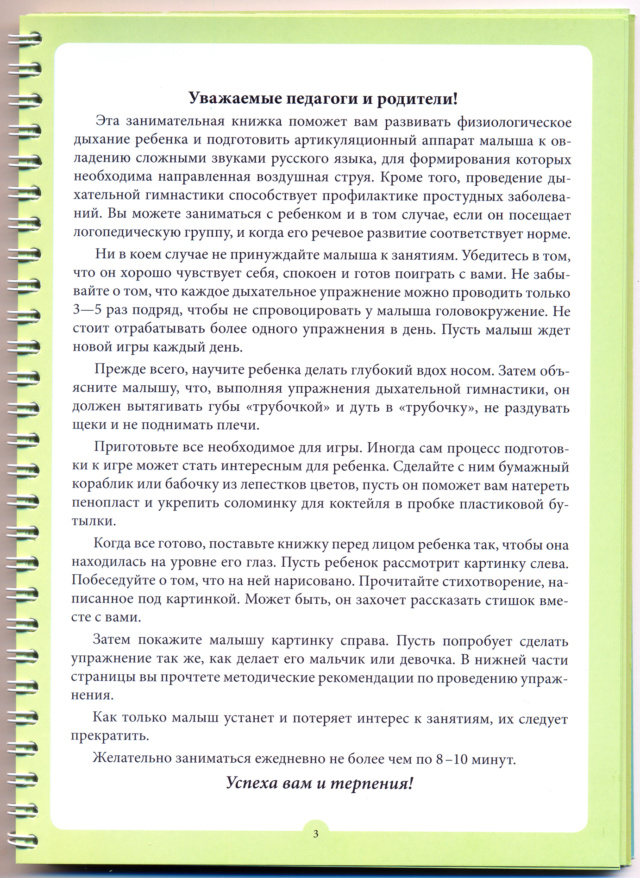 Уважаемые педагоги и родители!
Эта занимательная книжка поможет вам развивать физиологическое
дыхание ребенка и подготовить артикуляционный аппарат малыша к ов-
ладению сложными звуками русского языка, для формирования которых
необходима направленная воздушная струя. Кроме того, проведение ды-
хательной гимнастики способствует профилактике простудных заболева-
ний. Вы можете заниматься с ребенком и в том случае, если он посещает
логопедическую группу, и когда его речевое развитие соответствует норме.
Ни в коем случае не принуждайте малыша к занятиям. Убедитесь в том,
что он хорошо чувствует себя, спокоен и готов поиграть с вами. Не забы-
вайте о том, что каждое дыхательное упражнение можно проводить только
3—5 раз подряд, чтобы не спровоцировать у малыша головокружение. Не
стоит отрабатывать более одного упражнения в день. Пусть малыш ждет
новой игры каждый день.
Прежде всего, научите ребенка делать глубокий вдох носом. Затем объ-
ясните малышу, что, выполняя упражнения дыхательной гимнастики, он
должен вытягивать губы «трубочкой» и дуть в «трубочку», не раздувать
щеки и не поднимать плечи.
Приготовьте все необходимое для игры. Иногда сам процесс подготов-
ки к игре может стать интересным для ребенка. Сделайте с ним бумажный
кораблик или бабочку из лепестков цветов, пусть он поможет вам натереть
пенопласт и укрепить соломинку для коктейля в пробке пластиковой бу-
тылки.
Когда все готово, поставьте книжку перед лицом ребенка так, чтобы она
находилась на уровне его глаз. Пусть ребенок рассмотрит картинку слева.
Побеседуйте о том, что на ней нарисовано. Прочитайте стихотворение, на-
писанное под картинкой. Может быть, он захочет рассказать стишок вме-
сте с вами.
Затем покажите малышу картинку справа. Пусть попробует сделать
упражнение так же, как делает его мальчик или девочка. В нижней части
страницы вы прочтете методические рекомендации по проведению упраж-
нения.
Как только малыш устанет и потеряет интерес к занятиям, их следует
прекратить.
Желательно заниматься ежедневно не более чем по 8–10 минут.
Успеха вам и терпения!
3